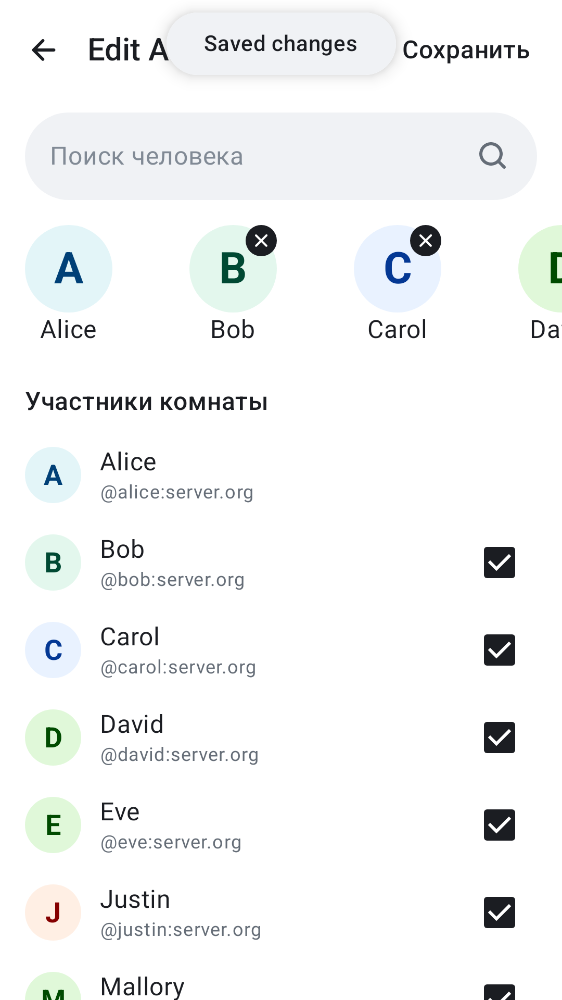 Edit A
Saved changes
Сохранить
Поиск человека
A
B
C
D
Alice
Bob
Carol
Da
Участники комнаты
A
Alice
@alice:server.org
B
Bob
@bob:server.org
C
Carol
@carol:server.org
D
David
@david:server.org
E
Eve
@eve:server.org
J
Justin
@justin:server.org
M
Mallory